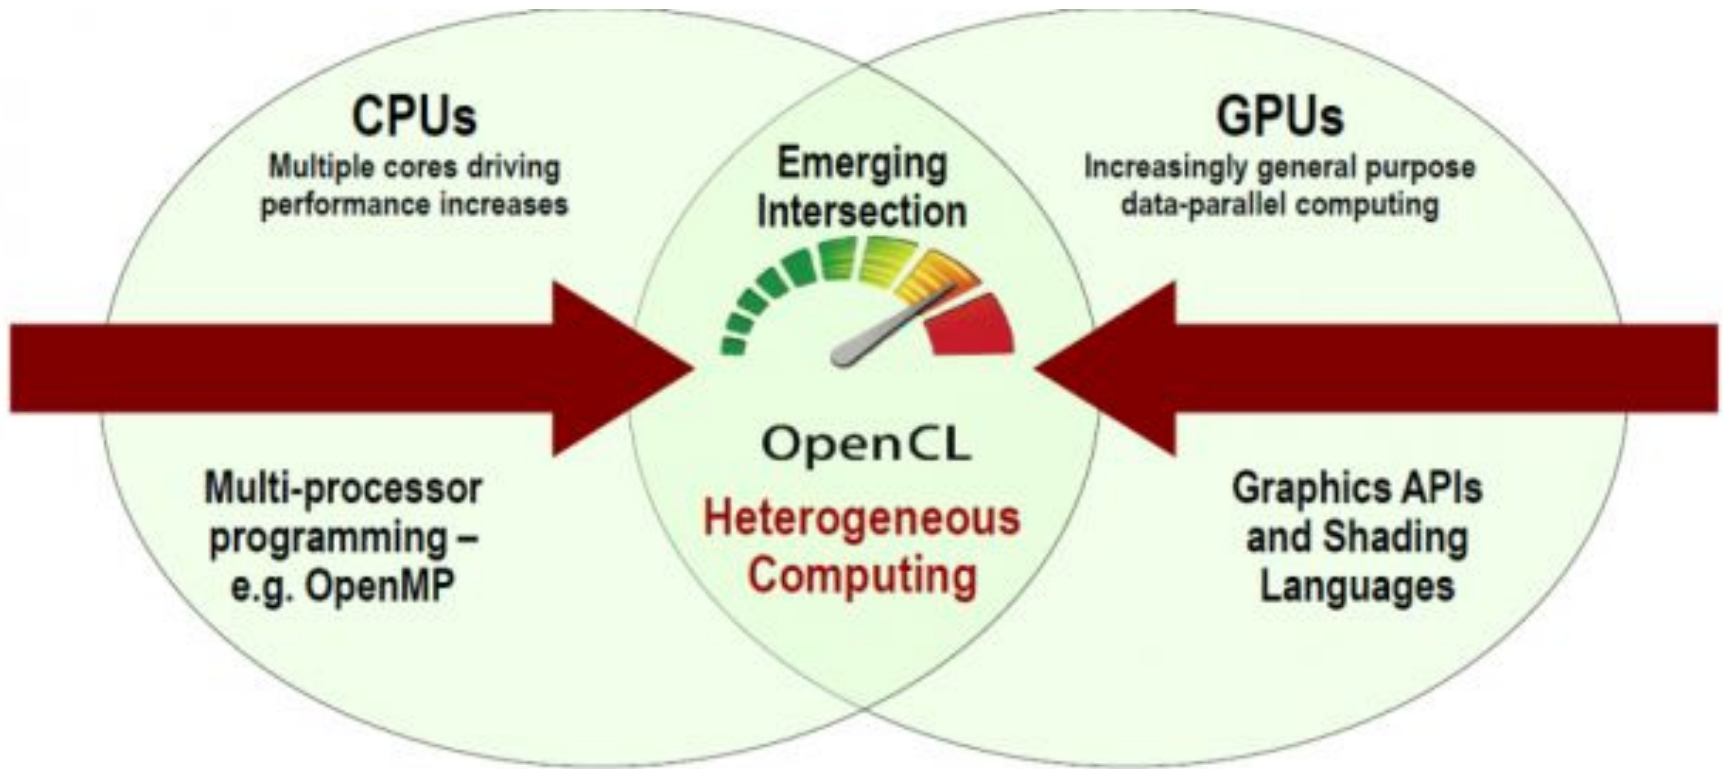 CPUs
Multiple cores driving
performance increases
Multi-processor
programming –
e.g. OpenMP
Emerging
Intersection
OpenCL
Heterogeneous
Computing
GPUs
Increasingly general purpose
data-parallel computing
Graphics APIs
and Shading
Languages